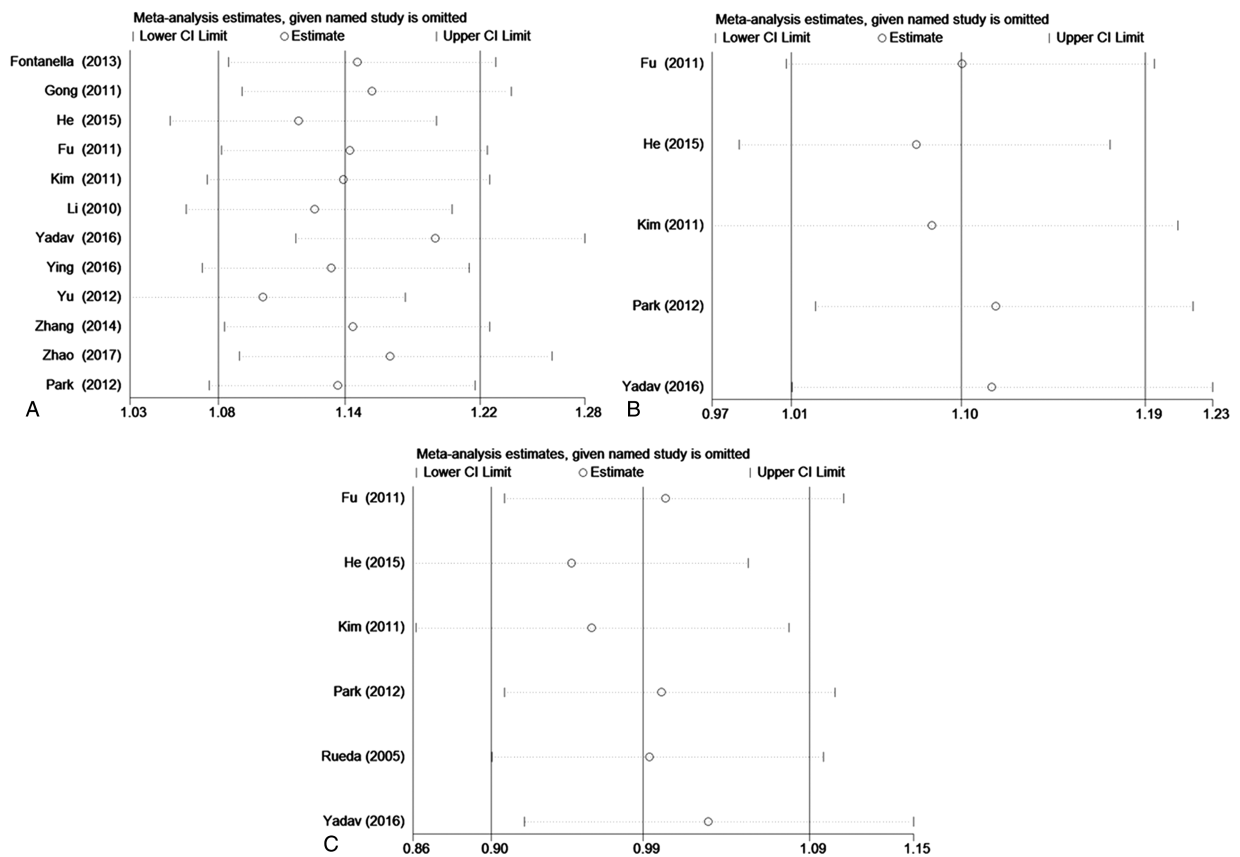 Meta-analysis estimates, given named study is omitted
Lower CI Limit Estimate Upper CI Limit
Fontanella (2013)
Gong (2011)
He (2015)
Fu (2011)
Kim (2011)
Li (2010)
Yadav (2016)
Ying (2016)
Yu (2012)
Zhang (2014)
Zhao (2017)
Park (2012)
A
1.03 1.08 1.14 1.22 1.28
Meta-analysis estimates, given named study is omitted
Lower CI Limit Estimate Upper CI Limit
Fu (2011)
He (2015)
Kim (2011)
Park (2012)
Yadav (2016)
B
0.97 1.01 1.10 1.19 1.23
Meta-analysis estimates, given named study is omitted
Lower CI Limit Estimate Upper CI Limit
Fu (2011)
He (2015)
Kim (2011)
Park (2012)
Rueda (2005)
Yadav (2016)
C
0.86 0.90 0.99 1.09 1.15